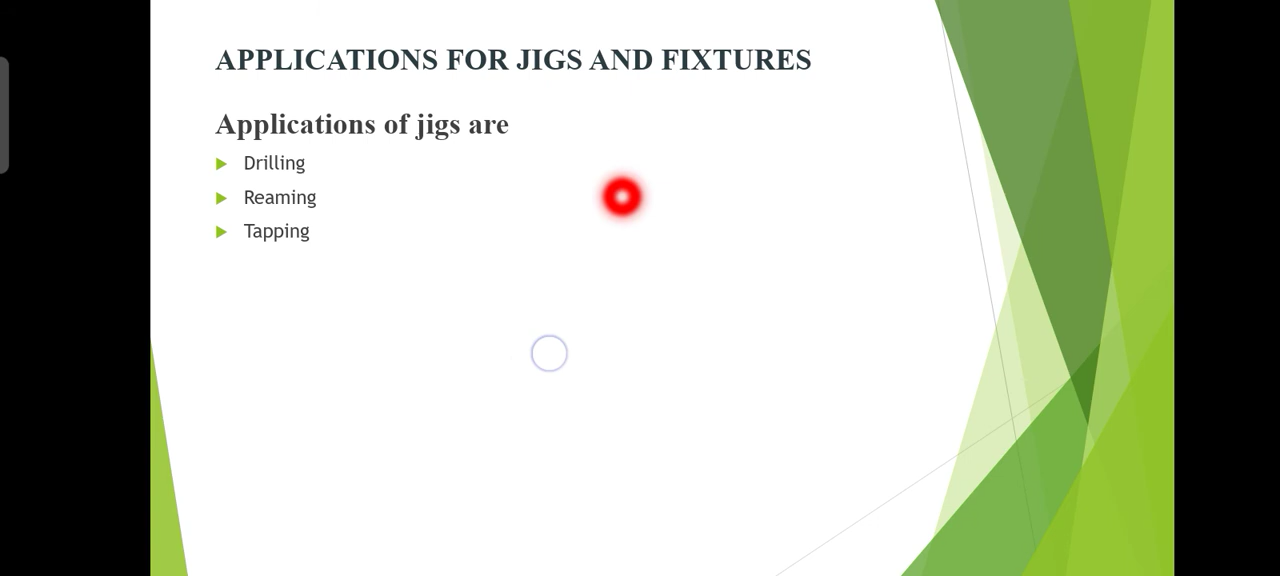 APPLICATIONS FOR JIGS AND FIXTURES
Applications of jigs are
Drilling
Reaming
Tapping